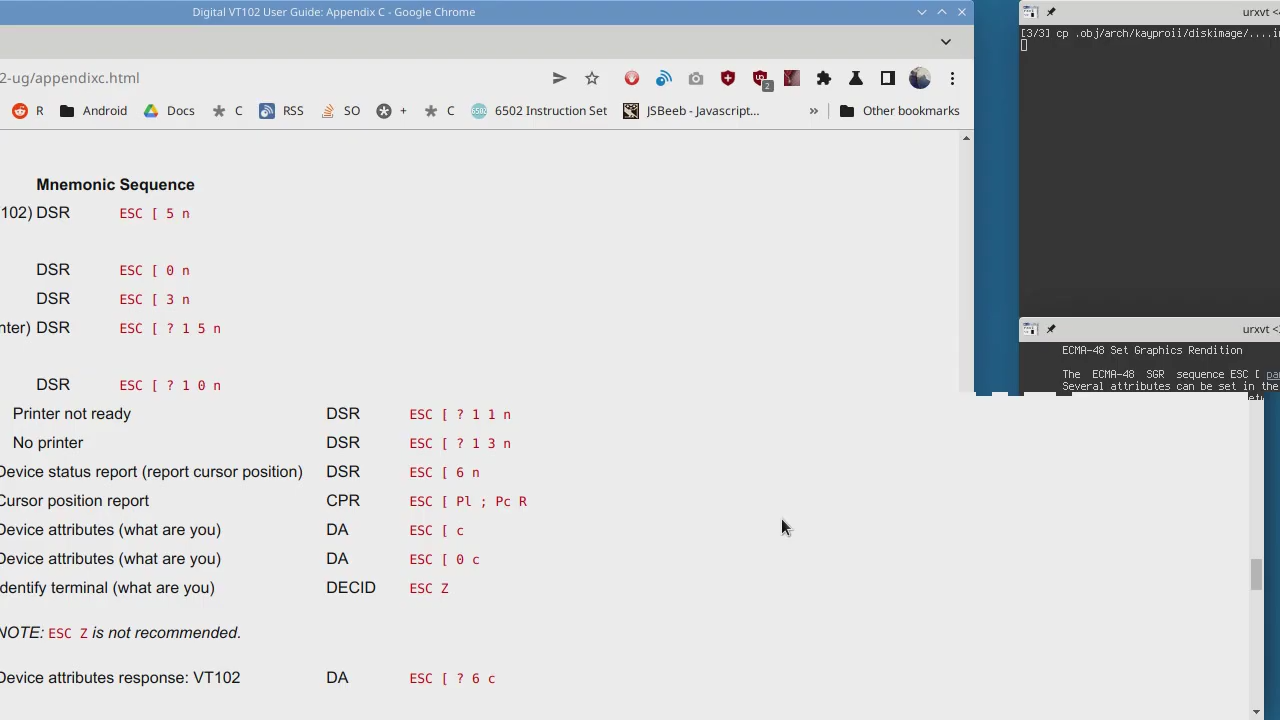 Digital VT102 User Guide: Appendix C - Google Chrome
urxvt
[3/3] cp .obj/arch/kayproii/diskimage/....in
2-ug/appendixc.html
2
R Android Docs C RSS SO + C 6502 Instruction Set JSBeeb - Javascript... » Other bookmarks
Mnemonic Sequence
102) DSR ESC [ 5 n
DSR ESC [ 0 n
DSR ESC [ 3 n
nter) DSR ESC [ ? 1 5 n
urxvt
ECMA-48 Set Graphics Rendition
The ECMA-48 SGR sequence ESC [ pa
Several attributes can be set in the
DSR ESC [ ? 1 0 n
Printer not ready DSR ESC [ ? 1 1 n
No printer DSR ESC [ ? 1 3 n
Device status report (report cursor position) DSR ESC [ 6 n
Cursor position report CPR ESC [ Pl ; Pc R
Device attributes (what are you) DA ESC [ c
Device attributes (what are you) DA ESC [ 0 c
dentify terminal (what are you) DECID ESC Z
NOTE: ESC Z is not recommended.
Device attributes response: VT102 DA ESC [ ? 6 c